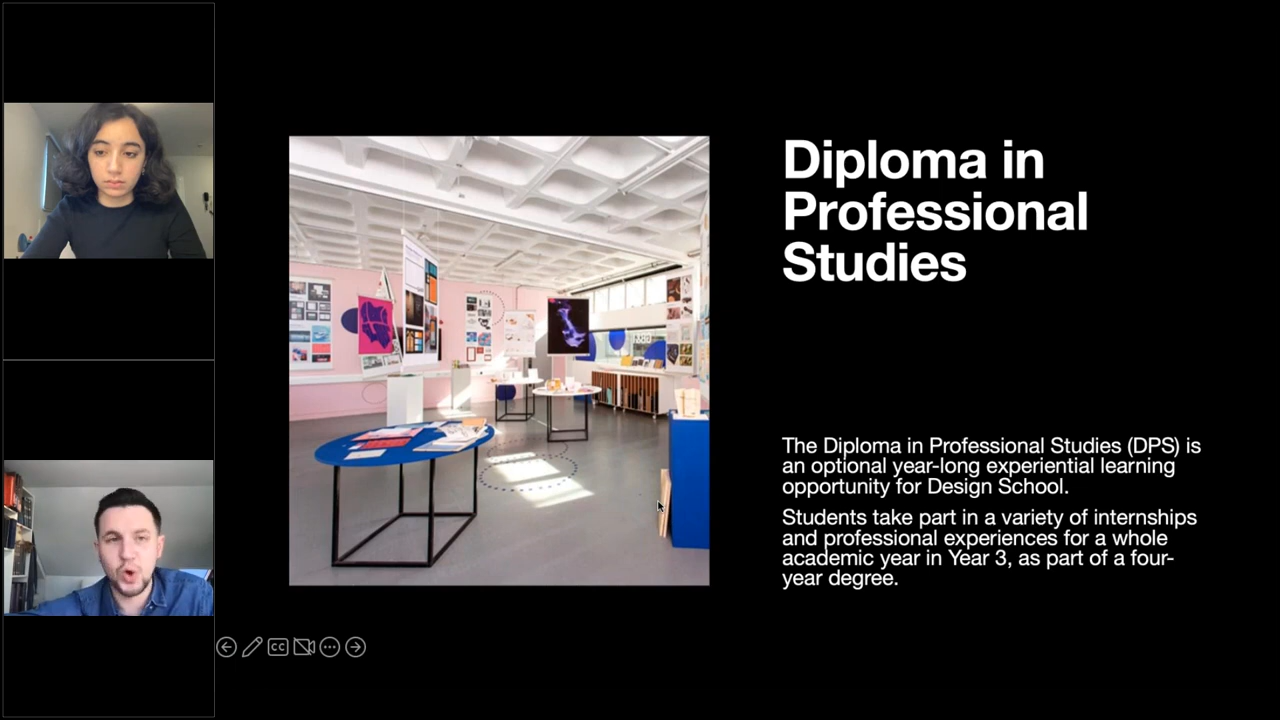 Diploma in
Professional
Studies
The Diploma in Professional Studies (DPS) is
an optional year-long experiential learning
opportunity for Design School.
Students take part in a variety of internships
and professional experiences for a whole
academic year in Year 3, as part of a four-
year degree.
CC